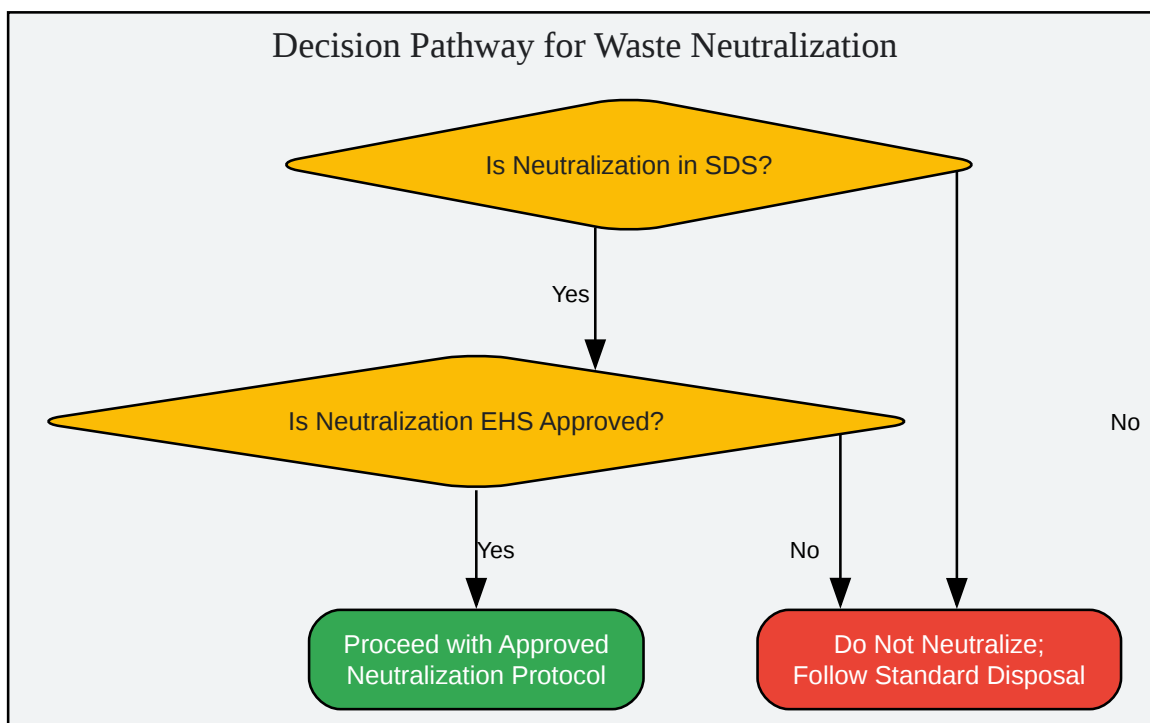 Decision Pathway for Waste Neutralization
Is Neutralization in SDS?
Yes
Is Neutralization EHS Approved?
No
Yes
No
Proceed with Approved
Neutralization Protocol
Do Not Neutralize;
Follow Standard Disposal